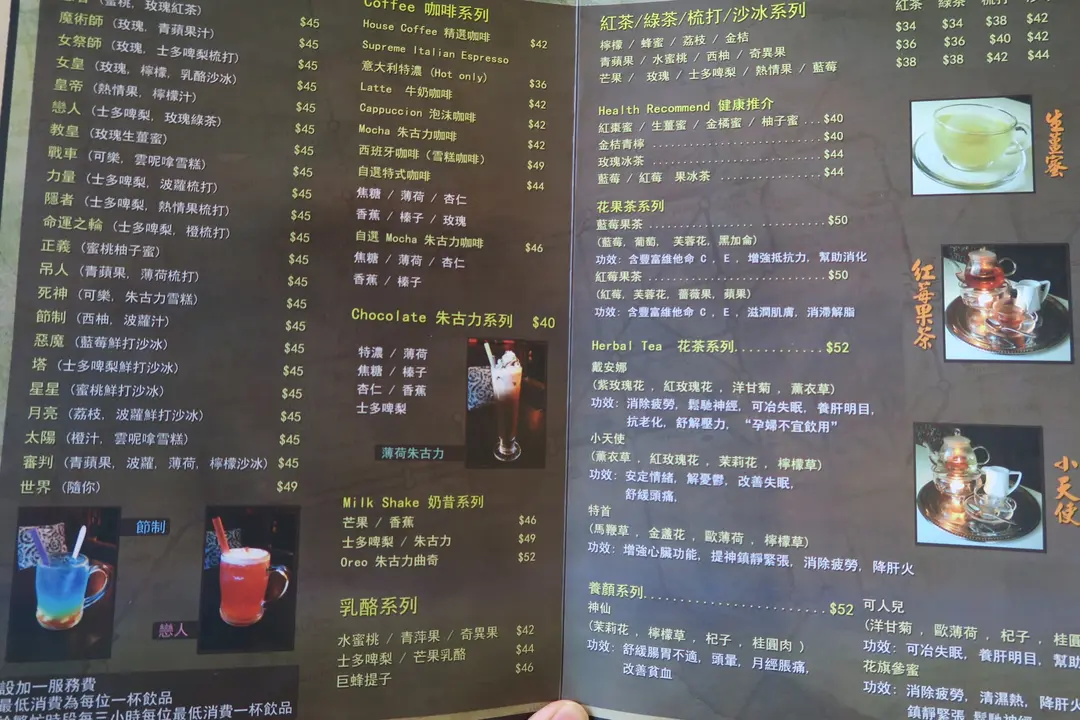 (蜜桃, 玫瑰紅茶)
魔術師 (玫瑰, 青蘋果汁) $45
女祭師 (玫瑰, 士多啤梨梳打) $45
女皇 (玫瑰, 檸檬, 乳酪沙冰) $45
皇帝 (熱情果, 檸檬汁) $45
戀人 (士多啤梨, 玫瑰綠茶) $45
教皇 (玫瑰生薑蜜) $45
戰車 (可樂, 雲呢拿雪糕) $45
力量 (士多啤梨, 波蘿梳打) $45
隱者 (士多啤梨, 熱情果梳打) $45
命運之輪 (士多啤梨, 橙梳打) $45
正義 (蜜桃柚子蜜) $45
吊人 (青蘋果, 薄荷梳打) $45
死神 (可樂, 朱古力雪糕) $45
節制 (西柚, 波蘿汁) $45
惡魔 (藍莓鮮打沙冰) $45
塔 (士多啤梨鮮打沙冰) $45
星星 (蜜桃鮮打沙冰) $45
月亮 (荔枝, 波蘿鮮打沙冰) $45
太陽 (橙汁, 雲呢拿雪糕) $45
審判 (青蘋果, 波蘿, 薄荷, 檸檬沙冰) $45
世界 (隨你) $49
節制
戀人
設加一服務費
最低消費為每位一杯飲品
時段每三小時每位最低消費一杯飲品
Coffee 咖啡系列
House Coffee 精選咖啡 $42
Supreme Italian Espresso
意大利特濃 (Hot only) $36
Latte 牛奶咖啡 $42
Cappuccion 泡沫咖啡 $42
Mocha 朱古力咖啡 $42
西班牙咖啡 (雪糕咖啡) $49
自選特式咖啡 $44
焦糖 / 薄荷 / 杏仁
香蕉 / 榛子 / 玫瑰
自選 Mocha 朱古力咖啡 $46
焦糖 / 薄荷 / 杏仁
香蕉 / 榛子
Chocolate 朱古力系列 $40
特濃 / 薄荷
焦糖 / 榛子
杏仁 / 香蕉
士多啤梨
薄荷朱古力
Milk Shake 奶昔系列
芒果 / 香蕉 $46
士多啤梨 / 朱古力 $49
Oreo 朱古力曲奇 $52
乳酪系列
水蜜桃 / 青萍果 / 奇異果 $42
士多啤梨 / 芒果乳酪 $44
巨蜂提子 $46
紅茶/綠茶/梳打/沙冰系列 紅茶 綠茶
檸檬 / 蜂蜜 / 荔枝 / 金桔 $34 $34 $38 $42
青蘋果 / 水蜜桃 / 西柚 / 奇異果 $36 $36 $40 $42
芒果 / 玫瑰 / 士多啤梨 / 熱情果 / 藍莓 $38 $38 $42 $44
Health Recommend 健康推介
紅棗蜜 / 生薑蜜 / 金橘蜜 / 柚子蜜 ...$40
金桔青檸 ........................$40
玫瑰冰茶 ........................$44
藍莓 / 紅莓 果冰茶 ...............$44
生薑蜜
花果茶系列
藍莓果茶 ........................$50
(藍莓, 葡萄, 芙蓉花, 黑加侖)
功效: 含豐富維他命 C , E , 增強抵抗力, 幫助消化
紅莓果茶 ........................$50
(紅莓, 芙蓉花, 薔薇果, 蘋果)
功效: 含豐富維他命 C , E , 滋潤肌膚, 消滯解脂
紅莓果茶
Herbal Tea 花茶系列............$52
戴安娜
(紫玫瑰花 , 紅玫瑰花 , 洋甘菊 , 薰衣草)
功效: 消除疲勞, 鬆馳神經, 可冶失眠, 養肝明目,
抗老化, 舒解壓力, “孕婦不宜飲用”
小天使
(薰衣草 , 紅玫瑰花 , 茉莉花 , 檸檬草)
功效: 安定情緒, 解憂鬱, 改善失眠,
舒緩頭痛,
小天使
特首
(馬鞭草 , 金盞花 , 歐薄荷 , 檸檬草)
功效: 增強心臟功能, 提神鎮靜緊張, 消除疲勞, 降肝火
養顏系列........................$52
神仙
(茉莉花 , 檸檬草 , 杞子 , 桂圓肉 )
功效: 舒緩腸胃不適, 頭暈, 月經脹痛,
改善貧血
可人兒
(洋甘菊 , 歐薄荷 , 杞子 , 桂圓
功效: 可冶失眠, 養肝明目, 幫助
花旗參蜜
功效: 消除疲勞, 清濕熱, 降肝火
鎮靜緊張, 鬆馳神經